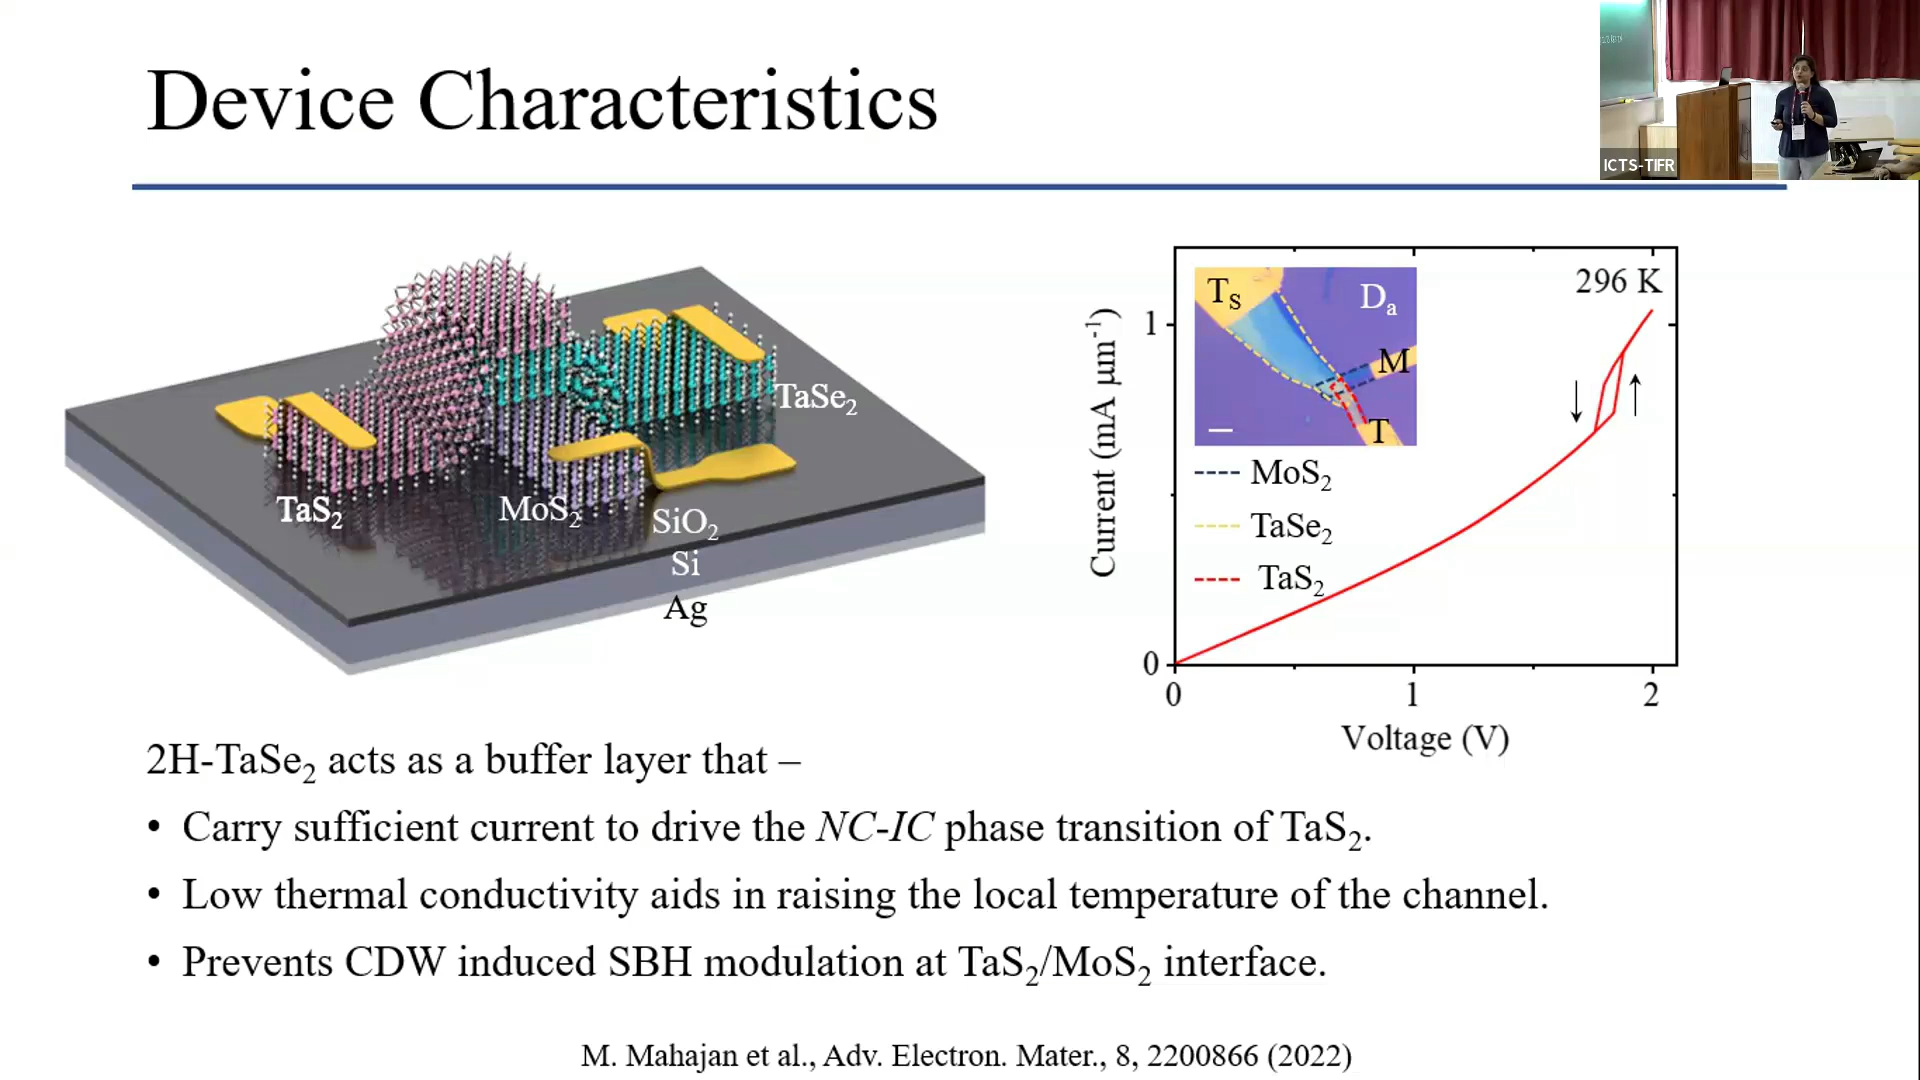 Device Characteristics
ICTS-TIFR
TaSe₂
TaS₂
MoS₂
SiO₂
Si
Ag
296 K
T_S
D_a
M
T
MoS₂
TaSe₂
TaS₂
Current (mA μm⁻¹)
1
0
0 1 2
Voltage (V)
2H-TaSe₂ acts as a buffer layer that –
• Carry sufficient current to drive the NC-IC phase transition of TaS₂.
• Low thermal conductivity aids in raising the local temperature of the channel.
• Prevents CDW induced SBH modulation at TaS₂/MoS₂ interface.
M. Mahajan et al., Adv. Electron. Mater., 8, 2200866 (2022)